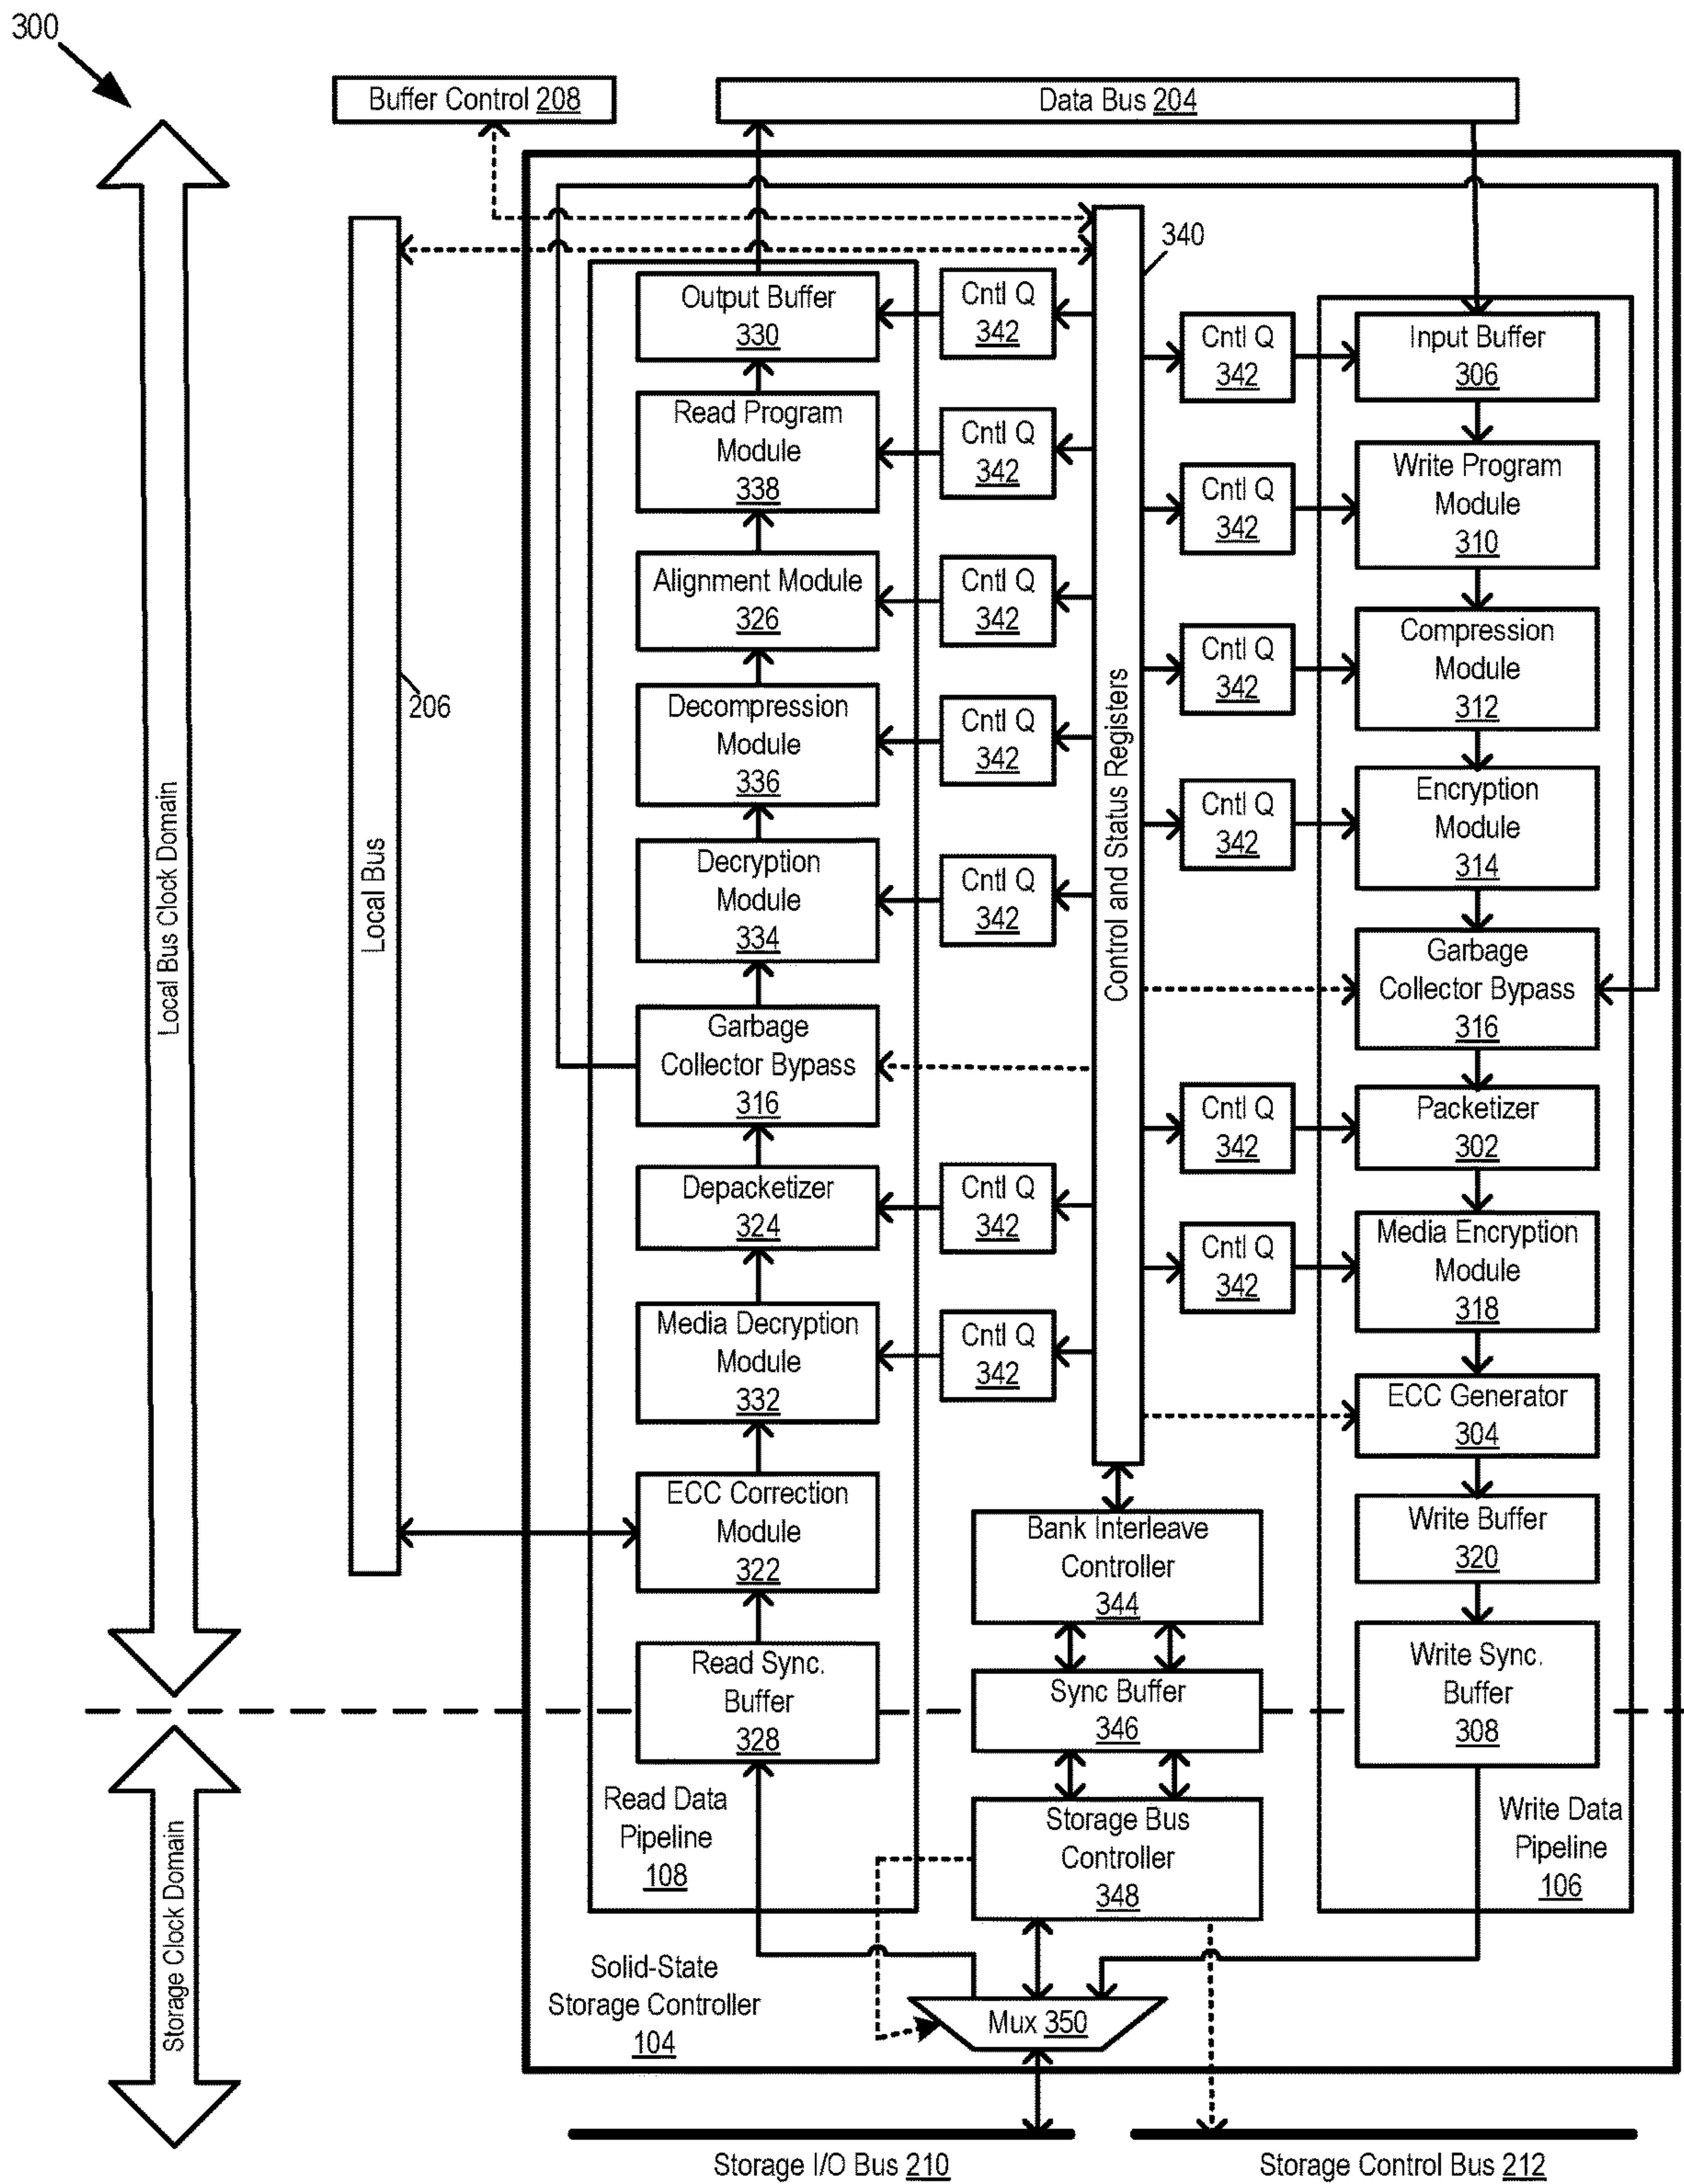 300
Buffer Control 208
Data Bus 204
340
Output Buffer
330
Cntl Q
342
Cntl Q
342
Input Buffer
306
Read Program
Module
338
Cntl Q
342
Cntl Q
342
Write Program
Module
310
Alignment Module
326
Cntl Q
342
Cntl Q
342
Compression
Module
312
206
Decompression
Module
336
Cntl Q
342
Cntl Q
342
Encryption
Module
314
Local Bus Clock Domain
Local Bus
Control and Status Registers
Decryption
Module
334
Cntl Q
342
Garbage
Collector Bypass
316
Garbage
Collector Bypass
316
Cntl Q
342
Packetizer
302
Depacketizer
324
Cntl Q
342
Cntl Q
342
Media Encryption
Module
318
Media Decryption
Module
332
Cntl Q
342
ECC Generator
304
ECC Correction
Module
322
Bank Interleave
Controller
344
Write Buffer
320
Read Sync.
Buffer
328
Sync Buffer
346
Write Sync.
Buffer
308
Read Data
Pipeline
108
Storage Bus
Controller
348
Write Data
Pipeline
106
Storage Clock Domain
Solid-State
Storage Controller
104
Mux 350
Storage I/O Bus 210
Storage Control Bus 212